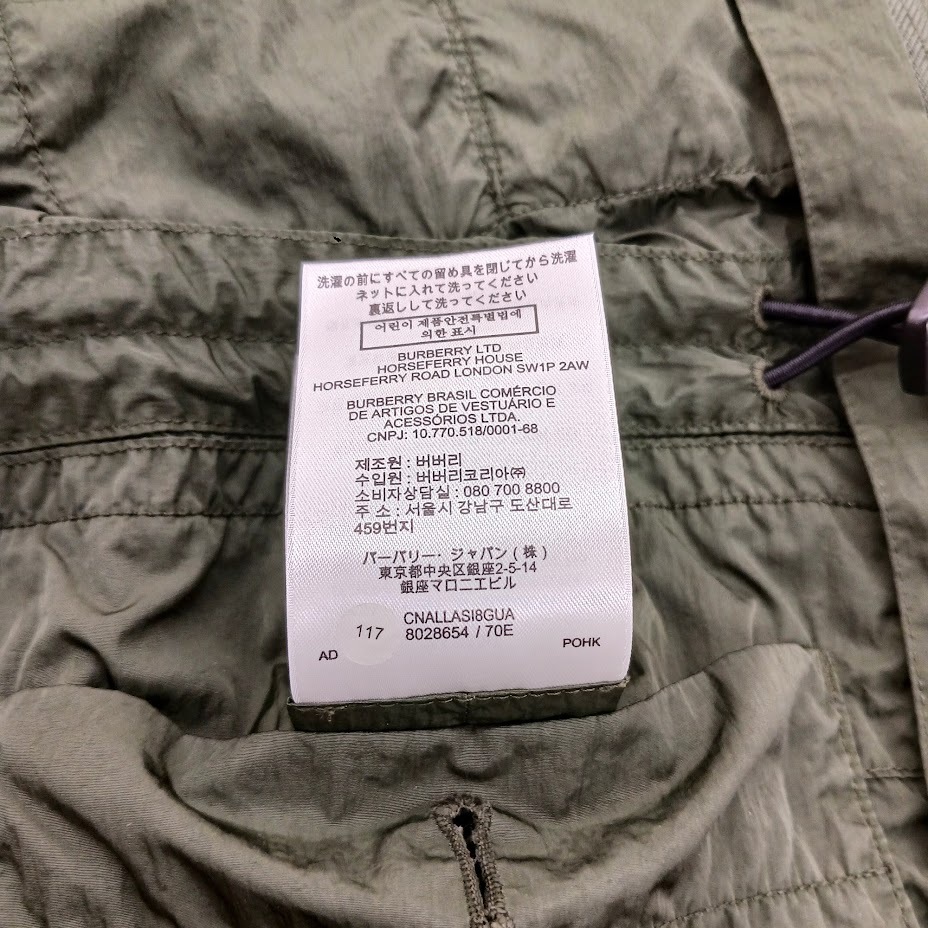 洗濯の前にすべての留め具を閉じてから洗濯
ネットに入れて洗ってください
裏返しして洗ってください
어린이 제품안전특별법에
의한 표시
BURBERRY LTD
HORSEFERRY HOUSE
HORSEFERRY ROAD LONDON SW1P 2AW
BURBERRY BRASIL COMÉRCIO
DE ARTIGOS DE VESTUÁRIO E
ACESSÓRIOS LTDA.
CNPJ: 10.770.518/0001-68
제조원 : 버버리
수입원 : 버버리코리아㈜
소비자상담실 : 080 700 8800
주 소 : 서울시 강남구 도산대로
459번지
バーバリー・ジャパン ( 株 )
東京都中央区銀座2-5-14
銀座マロニエビル
CNALLASI8GUA
117 8028654 / 70E
AD POHK